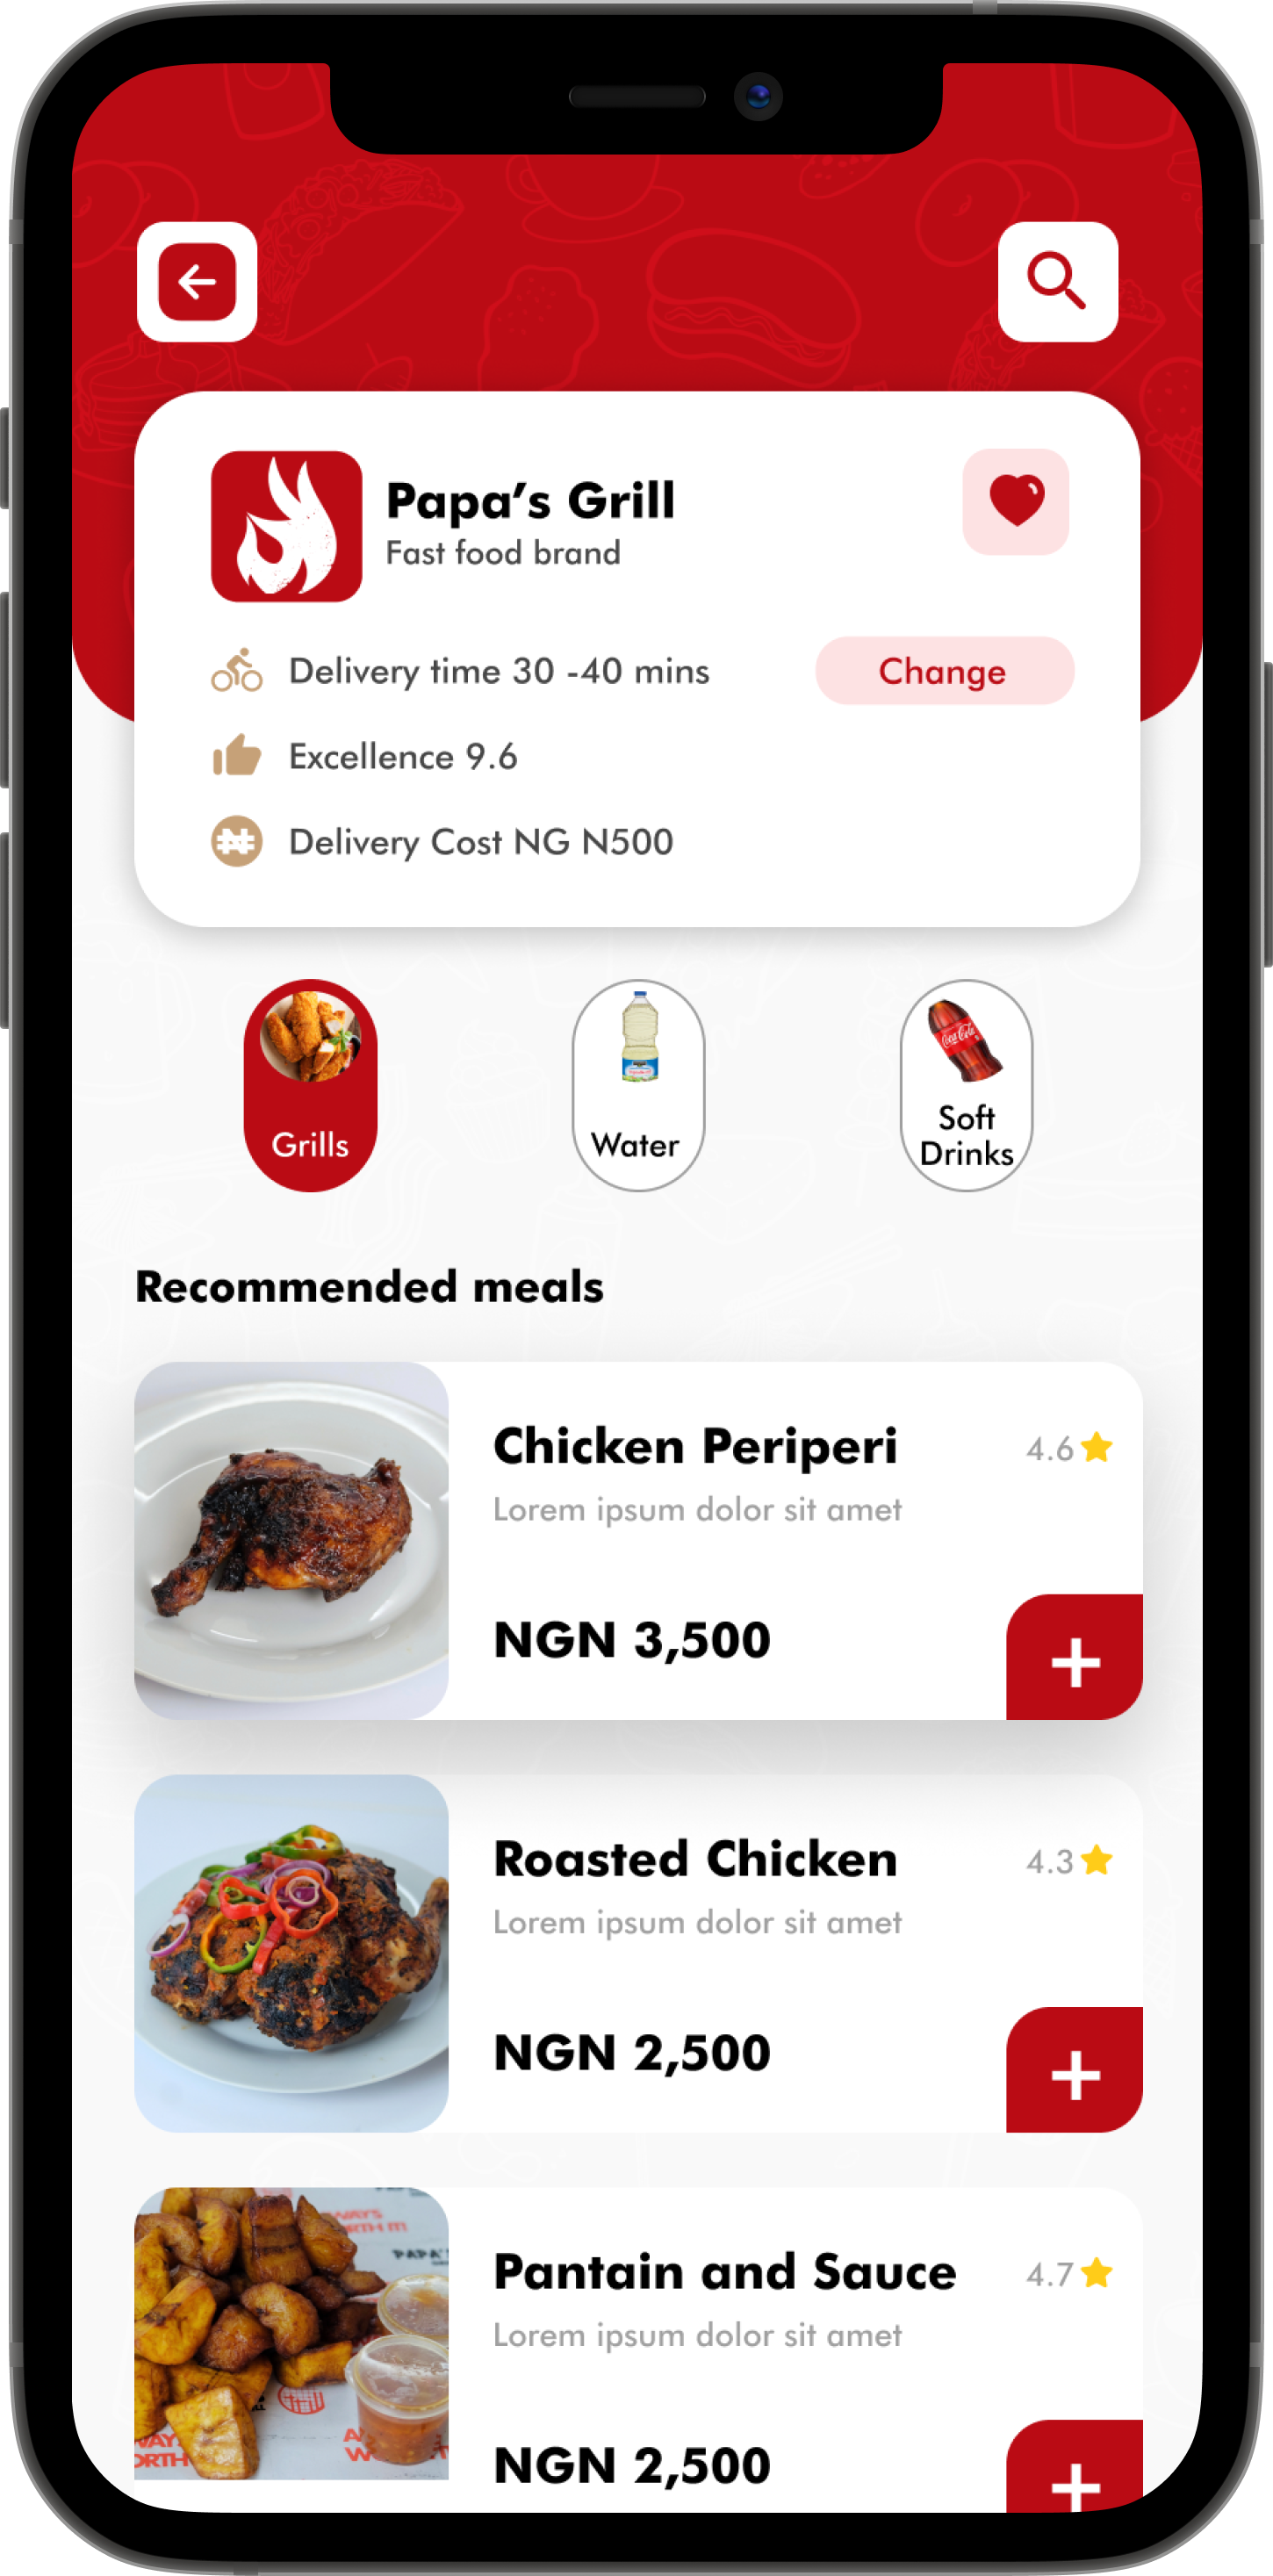 Papa’s Grill
Fast food brand
Delivery time 30 -40 mins
Change
Excellence 9.6
Delivery Cost NG N500
Grills
Water
Coca-Cola
Soft
Drinks
Recommended meals
Chicken Periperi
4.6
Lorem ipsum dolor sit amet
NGN 3,500
+
Roasted Chicken
4.3
Lorem ipsum dolor sit amet
NGN 2,500
+
Pantain and Sauce
4.7
Lorem ipsum dolor sit amet
NGN 2,500
+